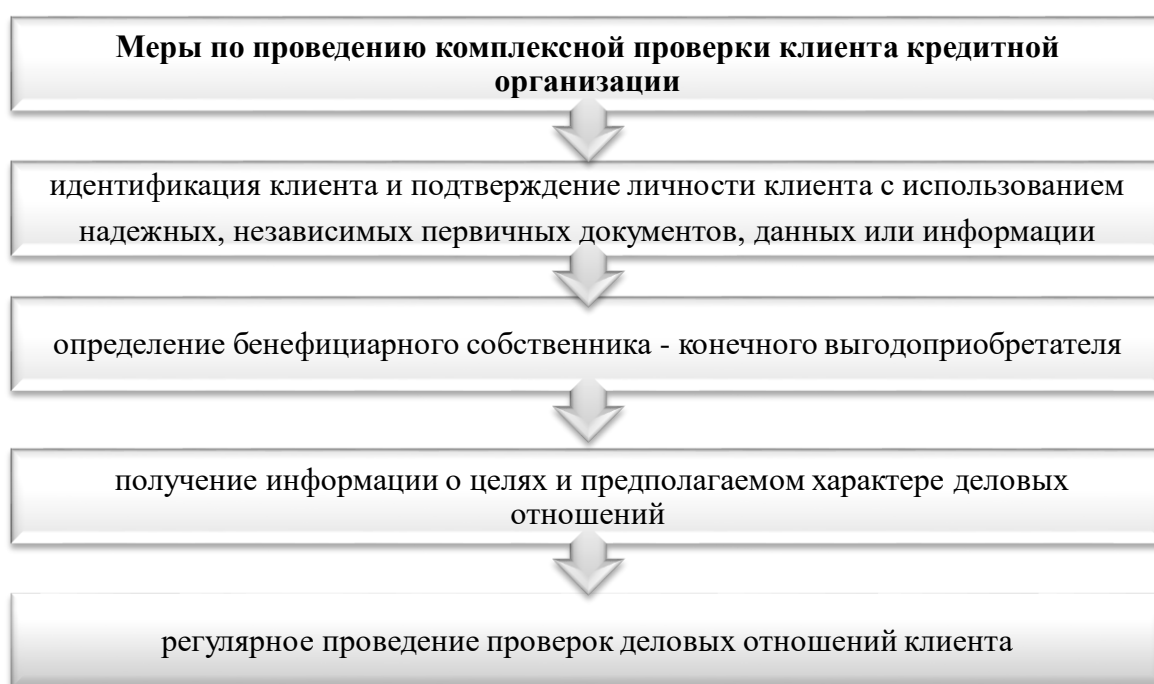 Меры по проведению комплексной проверки клиента кредитной
организации
идентификация клиента и подтверждение личности клиента с использованием
надежных, независимых первичных документов, данных или информации
определение бенефициарного собственника - конечного выгодоприобретателя
получение информации о целях и предполагаемом характере деловых
отношений
регулярное проведение проверок деловых отношений клиента